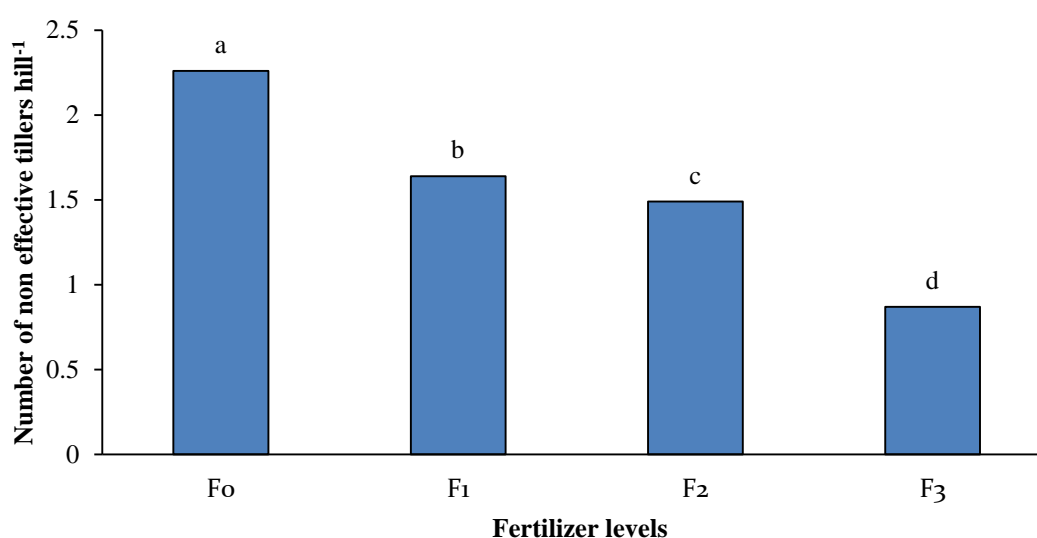 Number of non effective tillers hill-1
2.5
2
1.5
1
0.5
0
a
b
c
d
F0
F1
F2
F3
Fertilizer levels